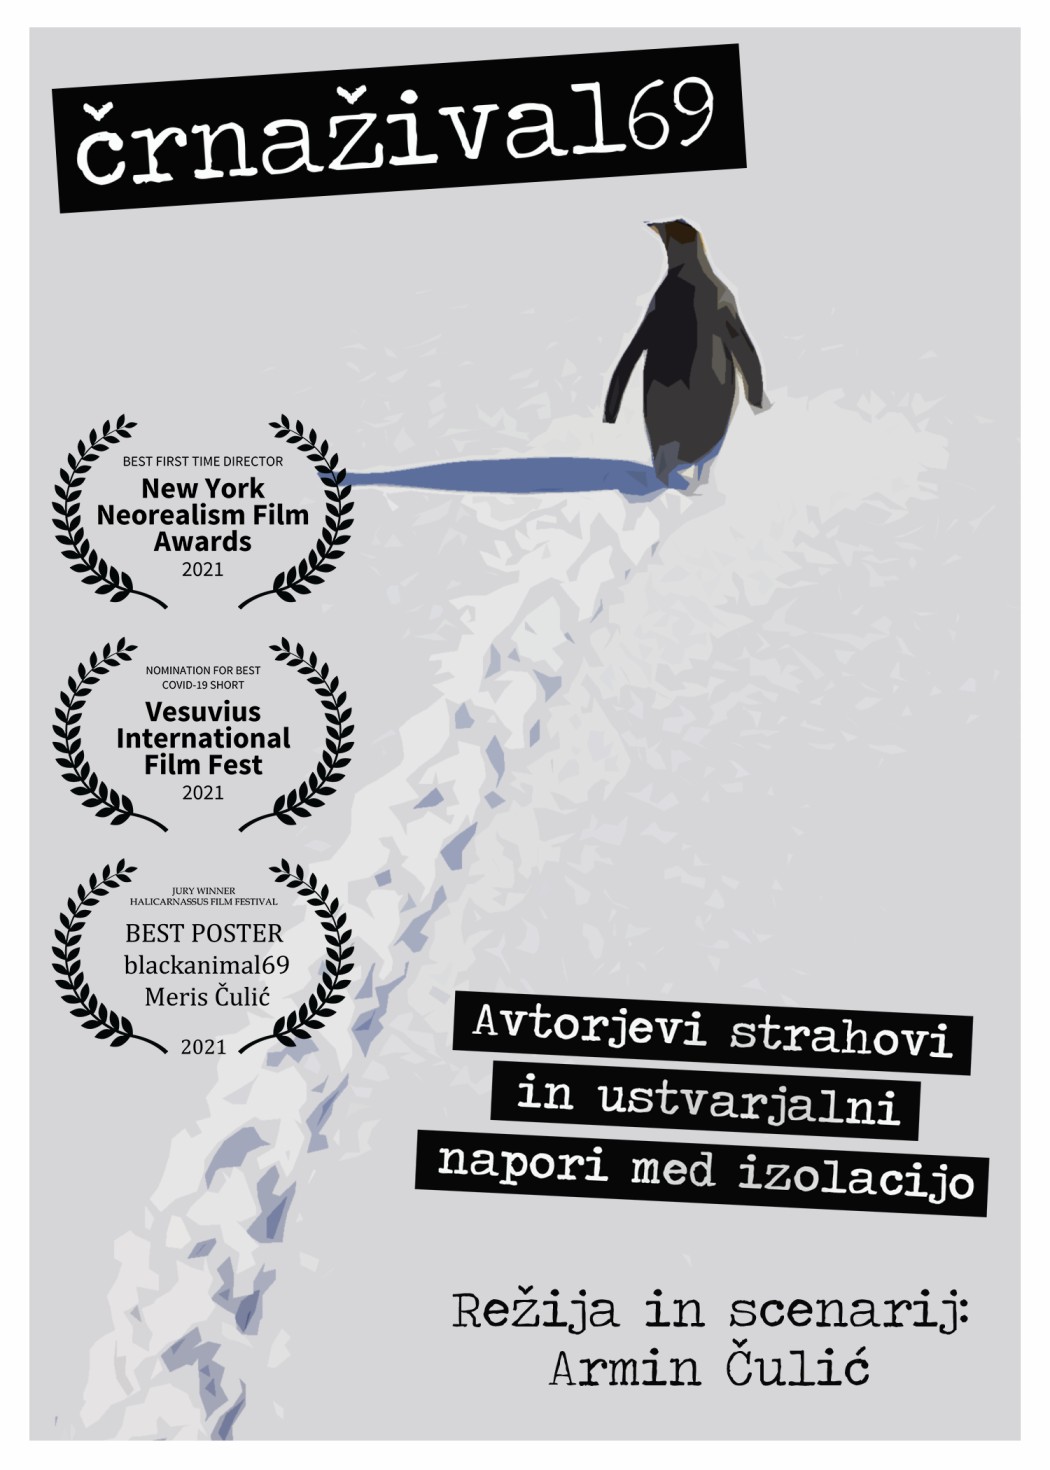 črnažival69
BEST FIRST TIME DIRECTOR
New York
Neorealism Film
Awards
2021
NOMINATION FOR BEST
COVID-19 SHORT
Vesuvius
International
Film Fest
2021
JURY WINNER
HALICARNASSUS FILM FESTIVAL
BEST POSTER
blackanimal69
Meris Čulić
2021
Avtorjevi strahovi
in ustvarjalni
napori med izolacijo
Režija in scenarij:
Armin Čulić